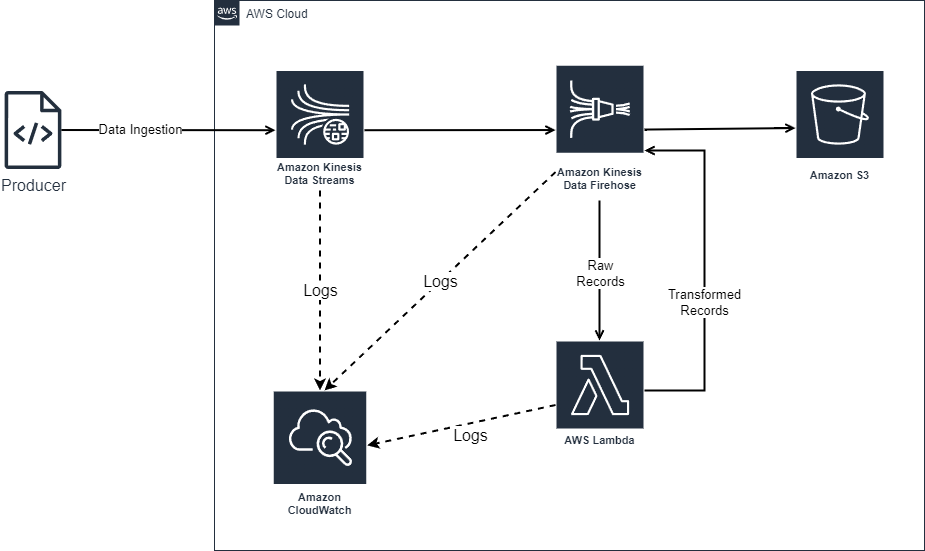 aws
AWS Cloud
Producer
Data Ingestion
Amazon Kinesis
Data Streams
Amazon Kinesis
Data Firehose
Amazon S3
Logs
Logs
Raw
Records
Transformed
Records
Logs
AWS Lambda
Amazon
CloudWatch